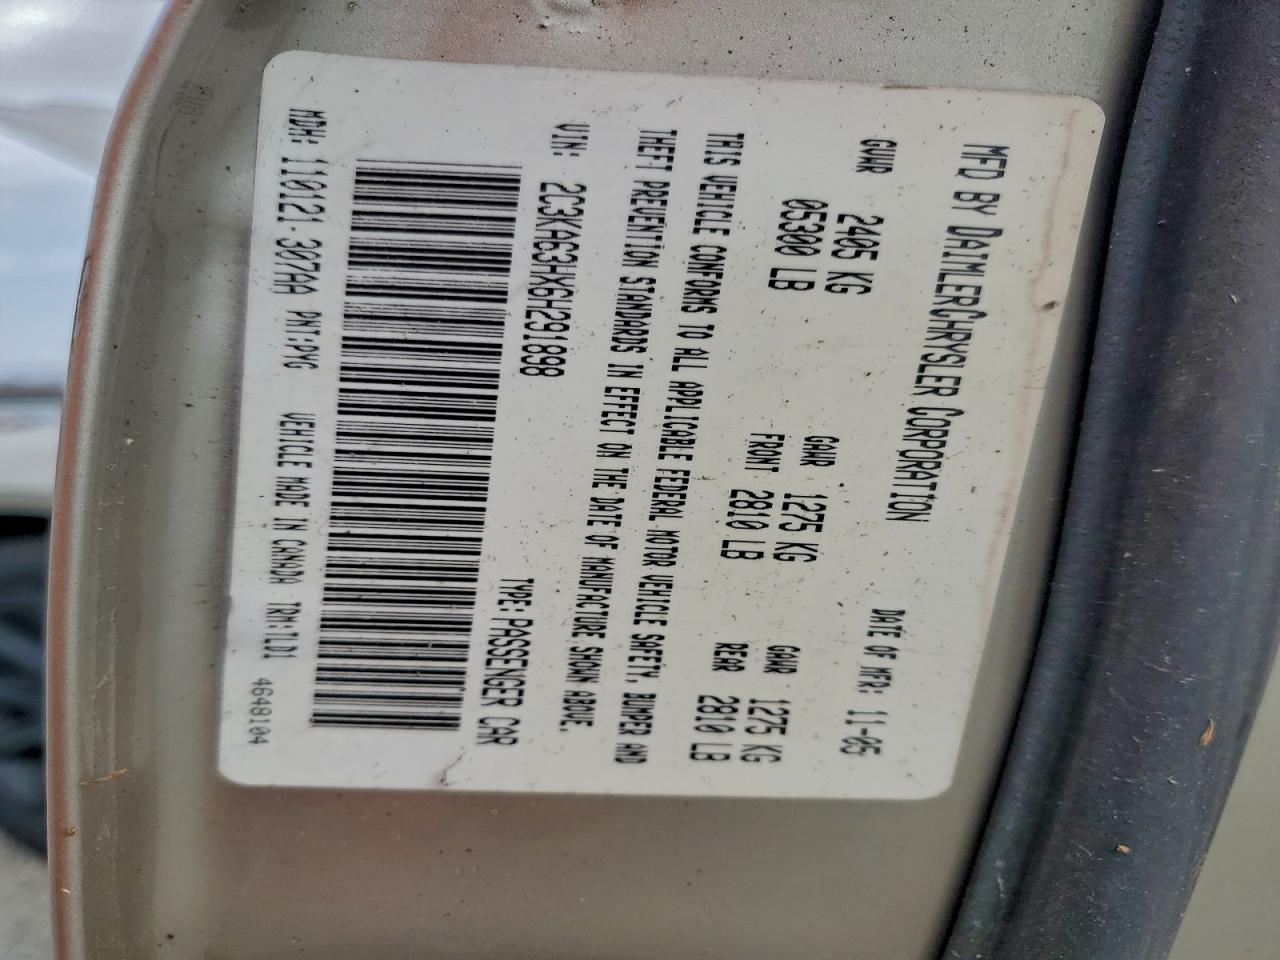 MFD BY DAIMLERCHRYSLER CORPORATION
DATE OF MFR: 11-05
GVWR 2405 KG
05300 LB
GAWR FRONT 1275 KG
2810 LB
GAWR REAR 1275 KG
2810 LB
THIS VEHICLE CONFORMS TO ALL APPLICABLE FEDERAL MOTOR VEHICLE SAFETY, BUMPER AND
THEFT PREVENTION STANDARDS IN EFFECT ON THE DATE OF MANUFACTURE SHOWN ABOVE.
VIN: 2C3KA63HX6H291898 TYPE: PASSENGER CAR
MDH: 110121-307AA PNT: PYG VEHICLE MADE IN CANADA TRM: 1LD1
4648104